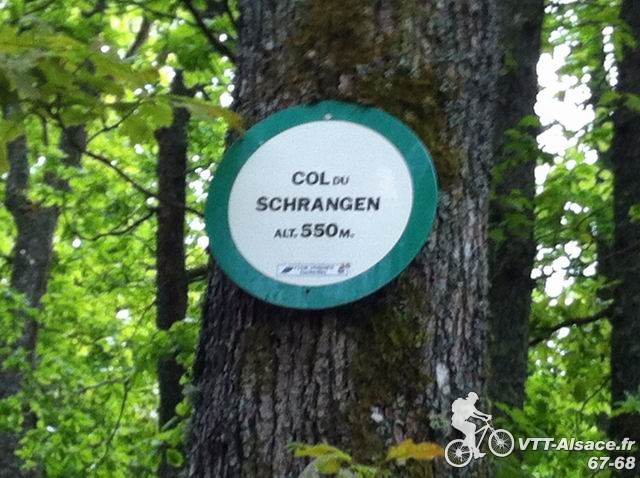 COL DU
SCHRANGEN
ALT. 550 M.
VTT-Alsace.fr
67-68